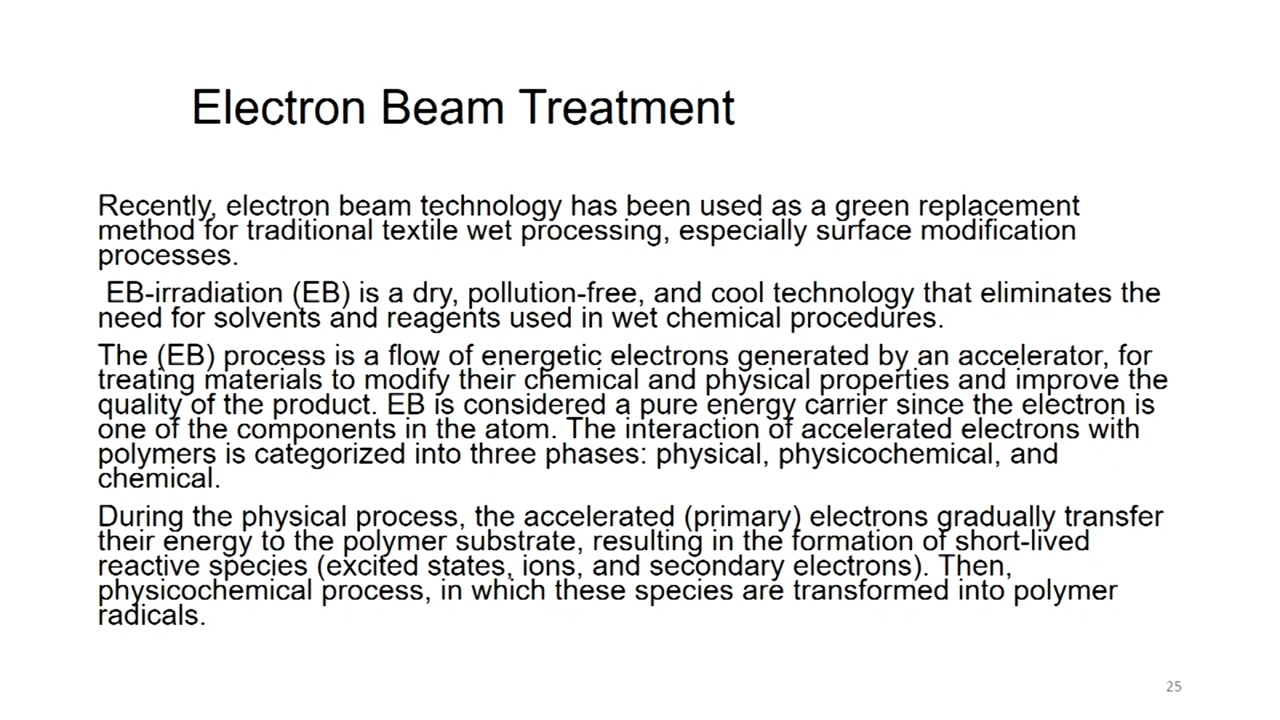 Electron Beam Treatment
Recently, electron beam technology has been used as a green replacement
method for traditional textile wet processing, especially surface modification
processes.
EB-irradiation (EB) is a dry, pollution-free, and cool technology that eliminates the
need for solvents and reagents used in wet chemical procedures.
The (EB) process is a flow of energetic electrons generated by an accelerator, for
treating materials to modify their chemical and physical properties and improve the
quality of the product. EB is considered a pure energy carrier since the electron is
one of the components in the atom. The interaction of accelerated electrons with
polymers is categorized into three phases: physical, physicochemical, and
chemical.
During the physical process, the accelerated (primary) electrons gradually transfer
their energy to the polymer substrate, resulting in the formation of short-lived
reactive species (excited states, ions, and secondary electrons). Then,
physicochemical process, in which these species are transformed into polymer
radicals.
25